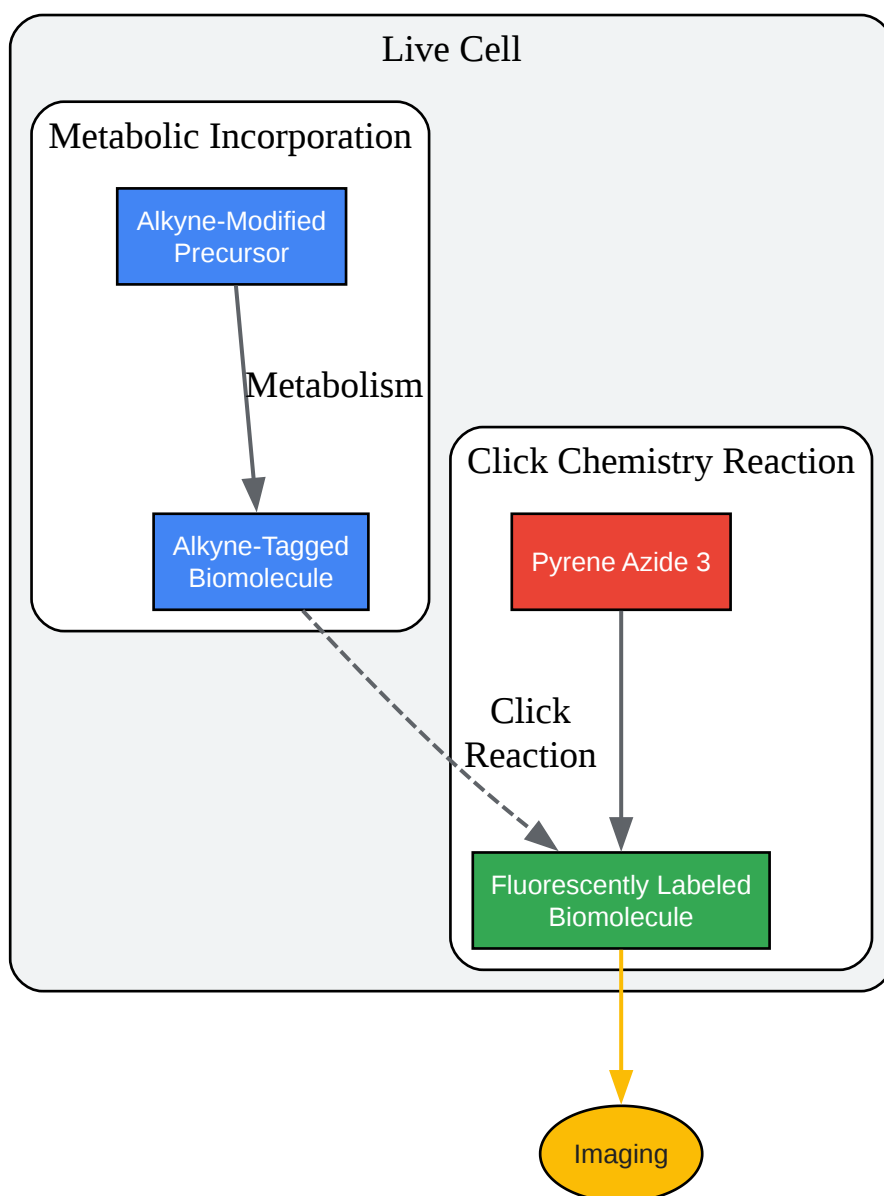 Live Cell
Metabolic Incorporation
Alkyne-Modified
Precursor
Metabolism
Click Chemistry Reaction
Alkyne-Tagged
Biomolecule
Pyrene Azide 3
Click
Reaction
Fluorescently Labeled
Biomolecule
Imaging